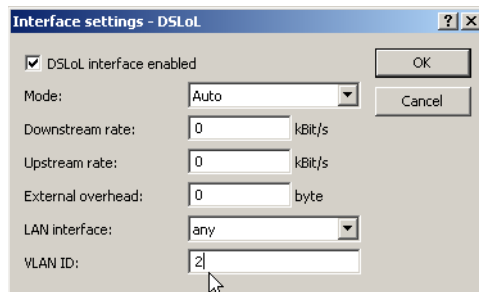 Interface settings - DSLoL
DSLoL interface enabled
OK
Mode: Auto
Cancel
Downstream rate: 0 kBit/s
Upstream rate: 0 kBit/s
External overhead: 0 byte
LAN interface: any
VLAN ID: 2